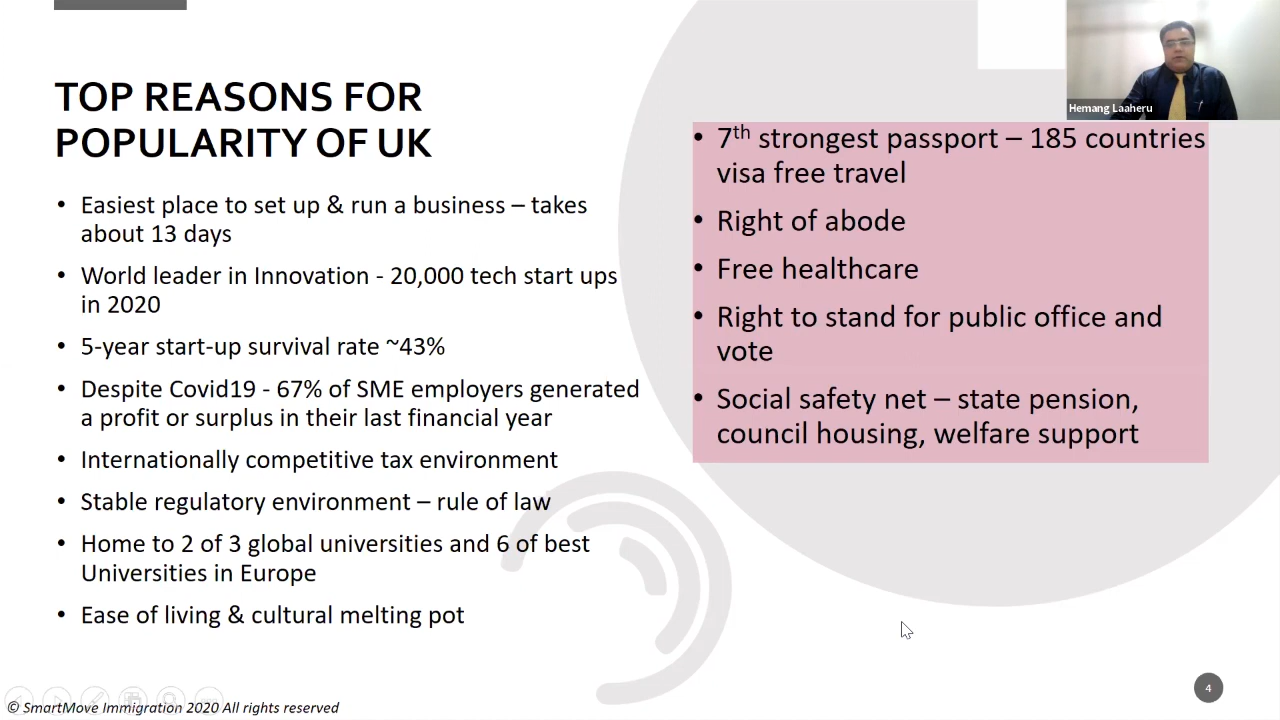 TOP REASONS FOR
POPULARITY OF UK
• Easiest place to set up & run a business – takes
about 13 days
• World leader in Innovation - 20,000 tech start ups
in 2020
• 5-year start-up survival rate ~43%
• Despite Covid19 - 67% of SME employers generated
a profit or surplus in their last financial year
• Internationally competitive tax environment
• Stable regulatory environment – rule of law
• Home to 2 of 3 global universities and 6 of best
Universities in Europe
• Ease of living & cultural melting pot
Hemang Laaheru
• 7th strongest passport – 185 countries
visa free travel
• Right of abode
• Free healthcare
• Right to stand for public office and
vote
• Social safety net – state pension,
council housing, welfare support
4
© SmartMove Immigration 2020 All rights reserved